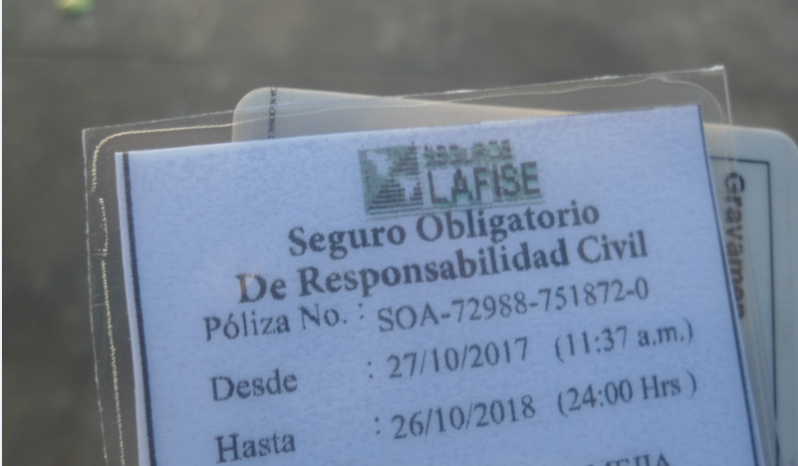 SEGUROS
LAFISE
Seguro Obligatorio
De Responsabilidad Civil
Póliza No. : SOA-72988-751872-0
Desde : 27/10/2017 (11:37 a.m.)
Hasta : 26/10/2018 (24:00 Hrs )
Gravamen